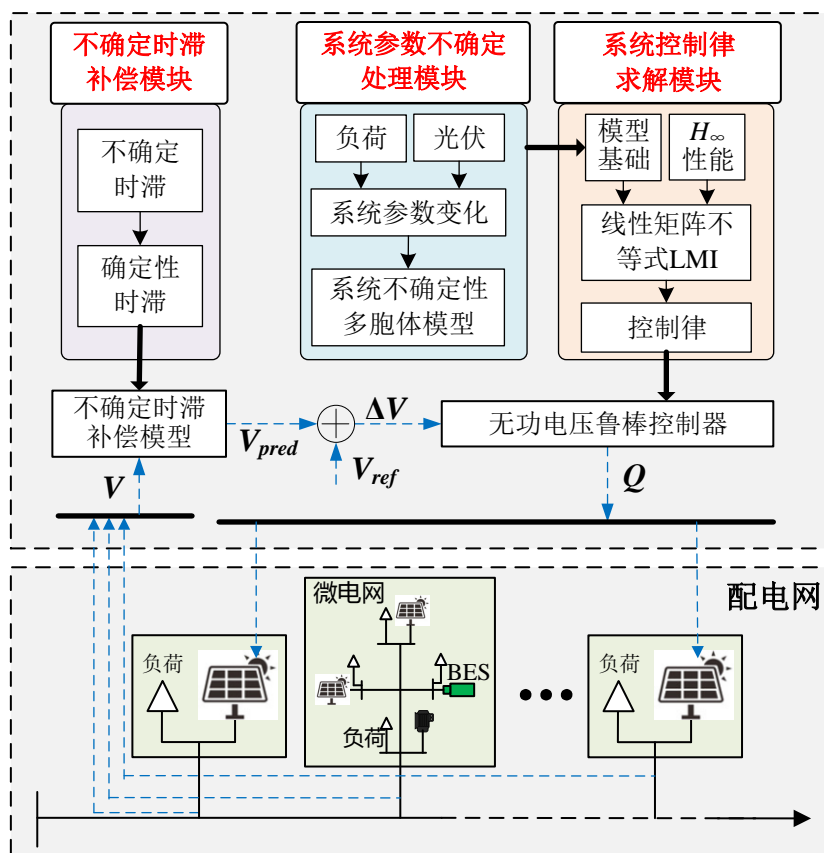 不确定时滞
补偿模块
系统参数不确定
处理模块
系统控制律
求解模块
不确定
时滞
确定性
时滞
负荷
光伏
系统参数变化
系统不确定性
多胞体模型
模型
基础
H∞
性能
线性矩阵不
等式LMI
控制律
不确定时滞
补偿模型
Vpred
ΔV
Vref
无功电压鲁棒控制器
V
Q
配电网
负荷
微电网
BES
负荷
负荷